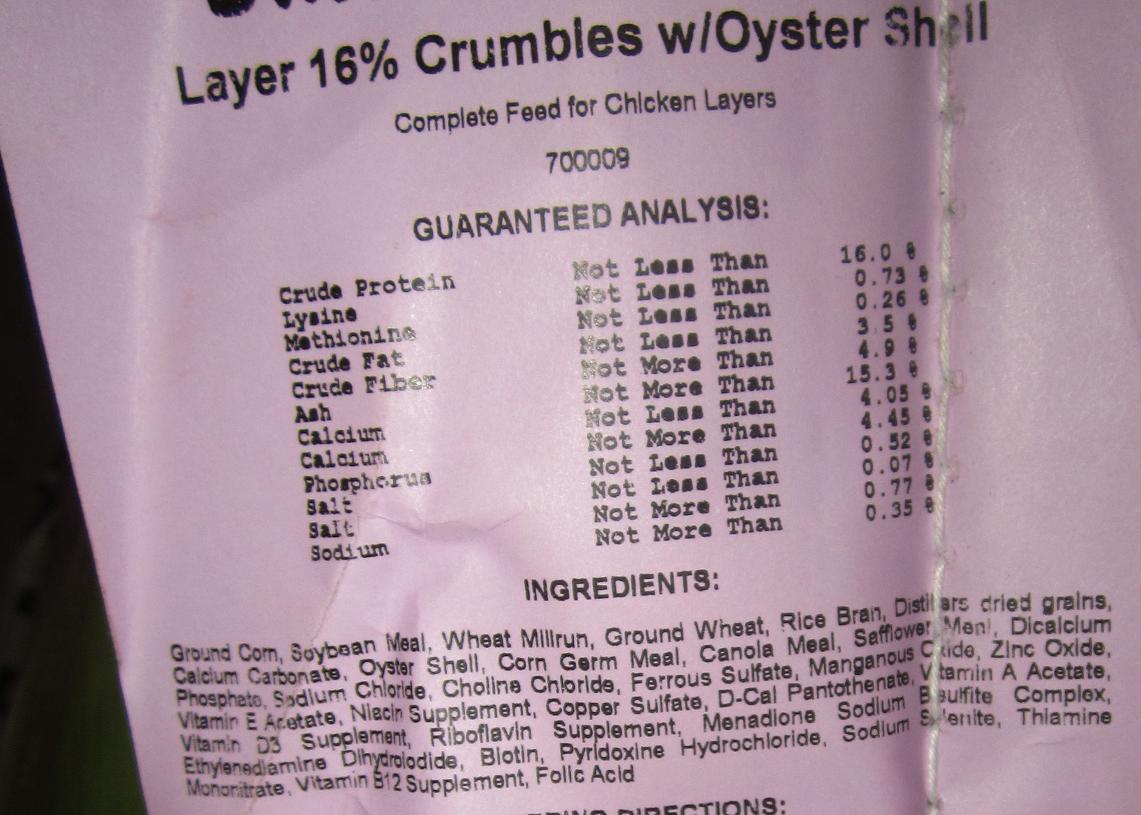 Layer 16% Crumbles w/Oyster Shell
Complete Feed for Chicken Layers
700009
GUARANTEED ANALYSIS:
Crude Protein Not Less Than 16.0 %
Lysine Not Less Than 0.73 %
Methionine Not Less Than 0.26 %
Crude Fat Not Less Than 3.5 %
Crude Fiber Not More Than 4.9 %
Ash Not More Than 15.3 %
Calcium Not Less Than 4.05 %
Calcium Not More Than 4.45 %
Phosphorus Not Less Than 0.52 %
Salt Not Less Than 0.07 %
Salt Not More Than 0.77 %
Sodium Not More Than 0.35 %
INGREDIENTS:
Ground Corn, Soybean Meal, Wheat Millrun, Ground Wheat, Rice Bran, Distillers dried grains,
Calcium Carbonate, Oyster Shell, Corn Germ Meal, Canola Meal, Safflower Meal, Dicalcium
Phosphate, Sodium Chloride, Choline Chloride, Ferrous Sulfate, Manganous Oxide, Zinc Oxide,
Vitamin E Acetate, Niacin Supplement, Copper Sulfate, D-Cal Pantothenate, Vitamin A Acetate,
Vitamin D3 Supplement, Riboflavin Supplement, Menadione Sodium Bisulfite Complex,
Ethylenediamine Dihydroiodide, Biotin, Pyridoxine Hydrochloride, Sodium Selenite, Thiamine
Mononitrate, Vitamin B12 Supplement, Folic Acid
DIRECTIONS: